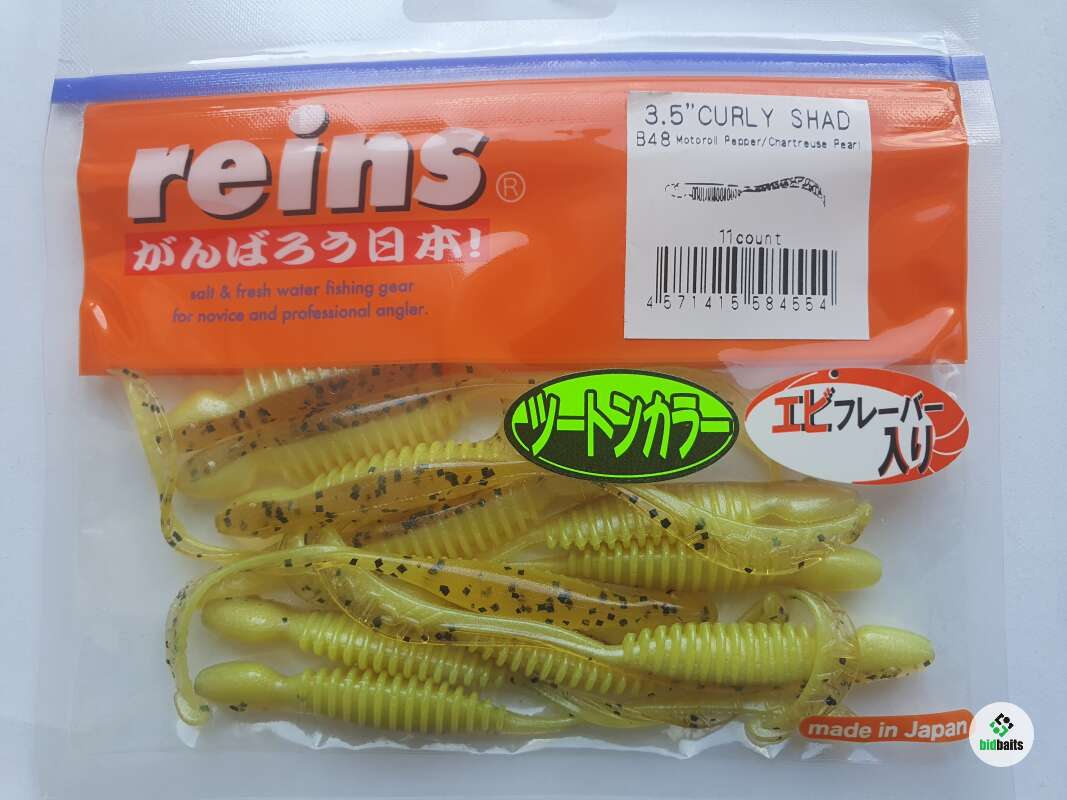 reins®
がんばろう日本!
salt & fresh water fishing gear
for novice and professional angler.
3.5"CURLY SHAD
B48 Motoroil Pepper/Chartreuse Pearl
11count
4 571415 584554
ツートンカラー
エビフレーバー
入り
made in Japan
bidbaits